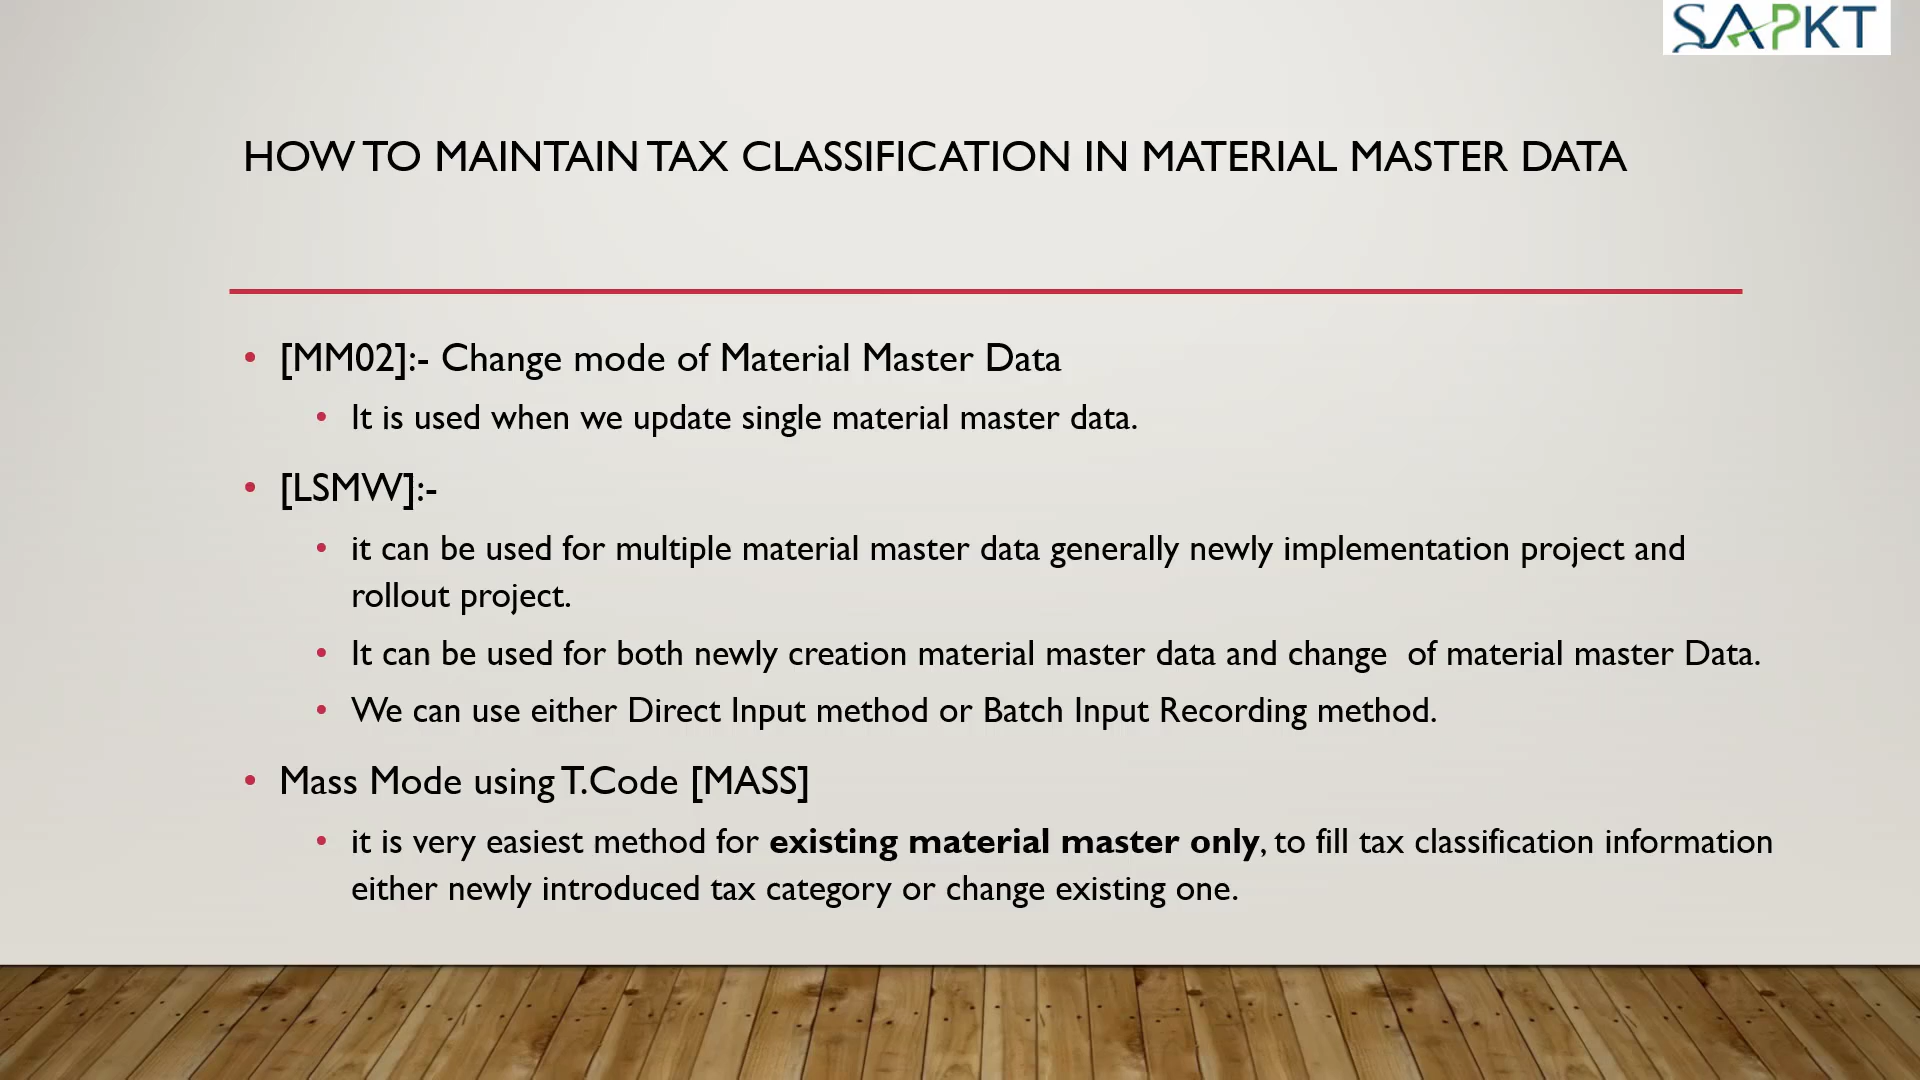 SAPKT
HOW TO MAINTAIN TAX CLASSIFICATION IN MATERIAL MASTER DATA
• [MM02]:- Change mode of Material Master Data
• It is used when we update single material master data.
• [LSMW]:-
• it can be used for multiple material master data generally newly implementation project and
rollout project.
• It can be used for both newly creation material master data and change  of material master Data.
• We can use either Direct Input method or Batch Input Recording method.
• Mass Mode using T.Code [MASS]
• it is very easiest method for existing material master only, to fill tax classification information
either newly introduced tax category or change existing one.